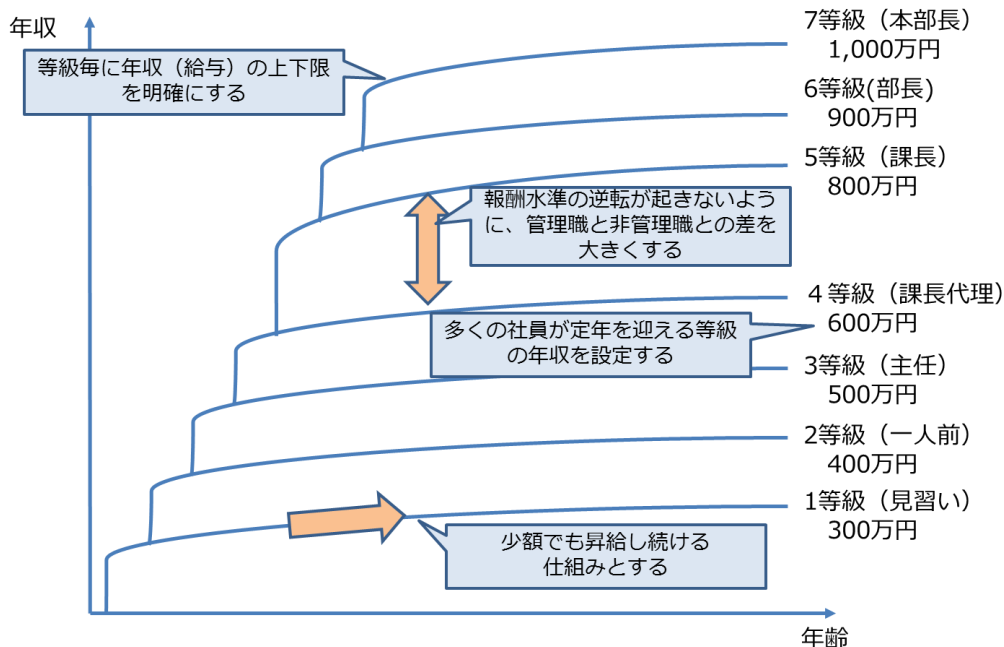 年収
等級毎に年収（給与）の上下限
を明確にする
7等級（本部長）
1,000万円
6等級(部長)
900万円
5等級（課長）
800万円
報酬水準の逆転が起きないよう
に、管理職と非管理職との差を
大きくする
４等級（課長代理）
600万円
多くの社員が定年を迎える等級
の年収を設定する
3等級（主任）
500万円
2等級（一人前）
400万円
1等級（見習い）
300万円
少額でも昇給し続ける
仕組みとする
年齢